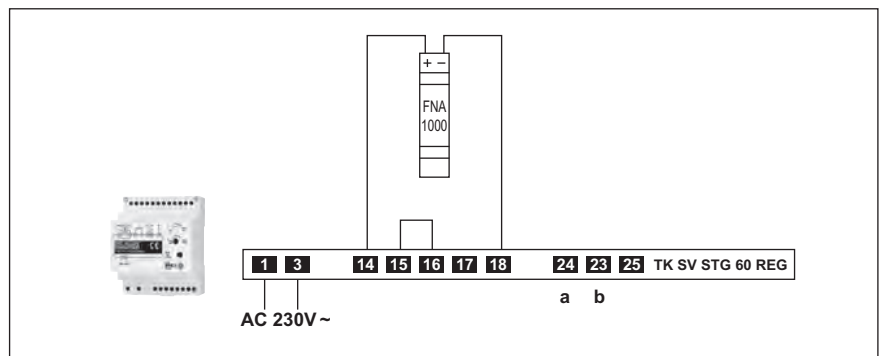 + −
FNA
1000
1 3 14 15 16 17 18 24 23 25 TK SV STG 60 REG
a b
AC 230V ~